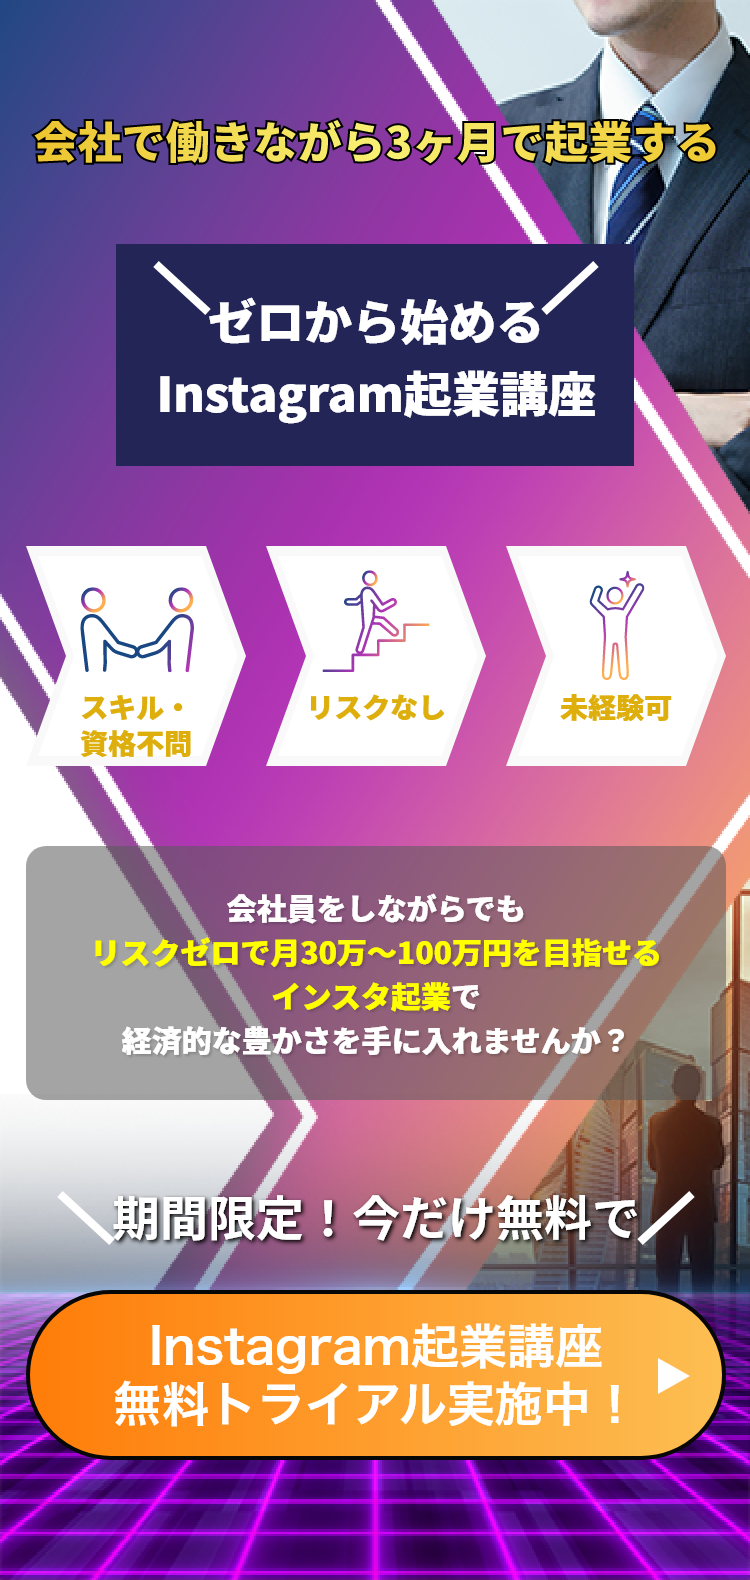 会社で働きながら3ヶ月で起業する
ゼロから始める
Instagram起業講座
スキル・
資格不問
リスクなし
未経験可
会社員をしながらでも
リスクゼロで月30万〜100万円を目指せる
インスタ起業で
経済的な豊かさを手に入れませんか？
期間限定！今だけ無料で
Instagram起業講座
無料トライアル実施中！